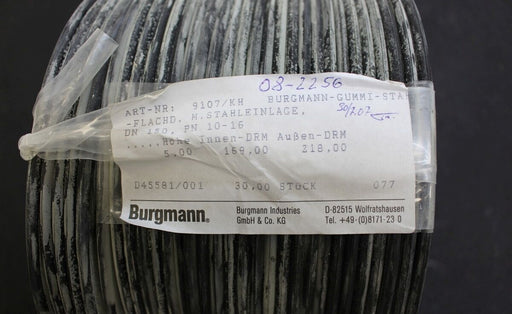 08-2256
ART-NR: 9107/KH BURGMANN-GUMMI-STAH
-FLACHD. M.STAHLEINLAGE,
DN 150, PN 10-16
.....Höhe Innen-DRM Außen-DRM
5.00 169.00 218.00
D45581/001 30.00 STÜCK 077
Burgmann® Burgmann Industries D-82515 Wolfratshausen
GmbH & Co. KG Tel. +49-(0)8171-23 0